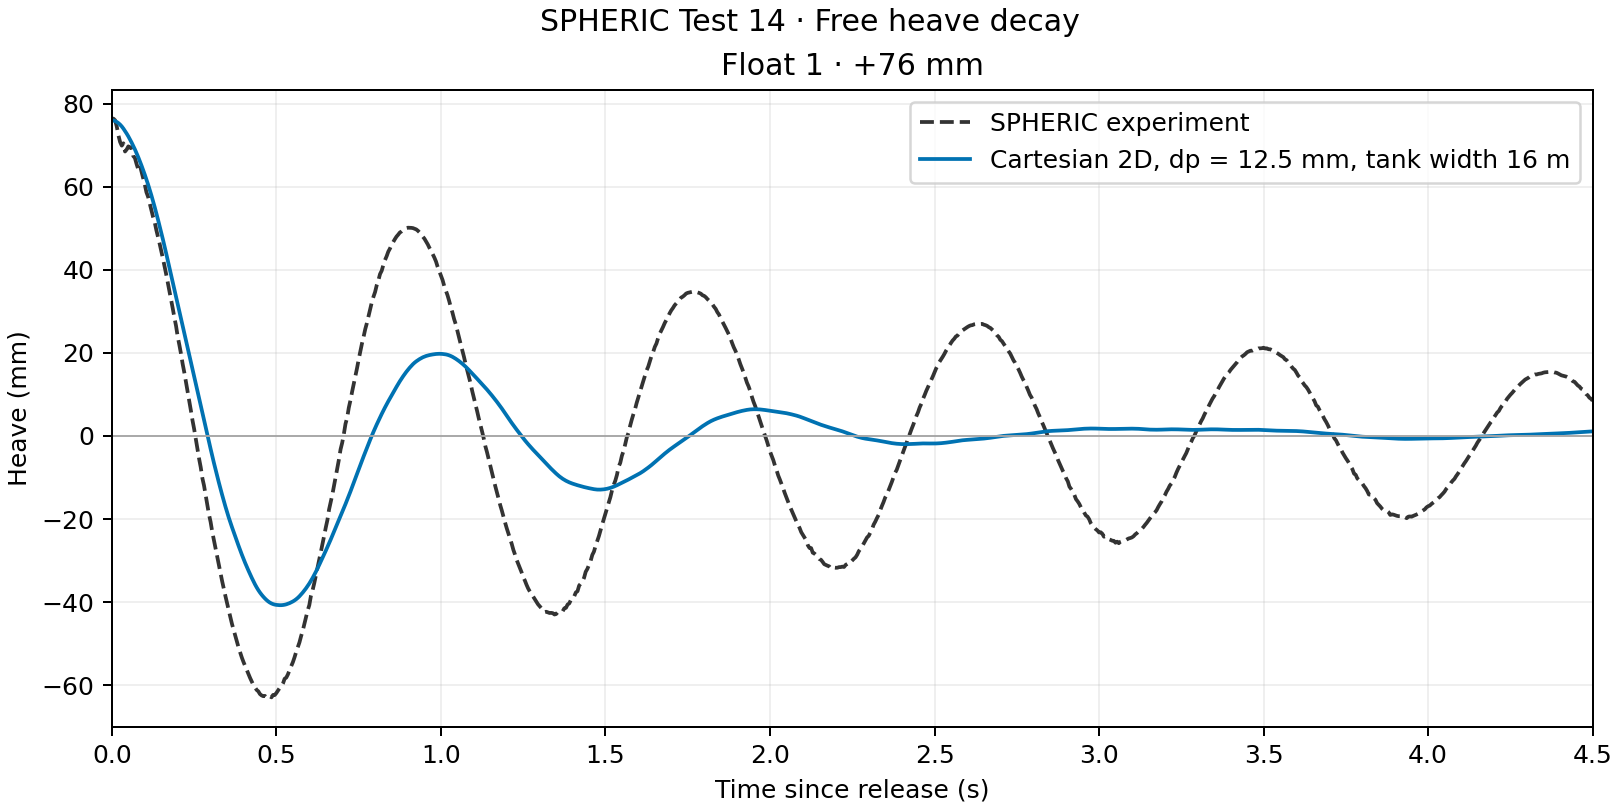 SPHERIC Test 14 · Free heave decay
Float 1 · +76 mm
SPHERIC experiment
Cartesian 2D, dp = 12.5 mm, tank width 16 m
Heave (mm)
80
60
40
20
0
−20
−40
−60
0.0 0.5 1.0 1.5 2.0 2.5 3.0 3.5 4.0 4.5
Time since release (s)